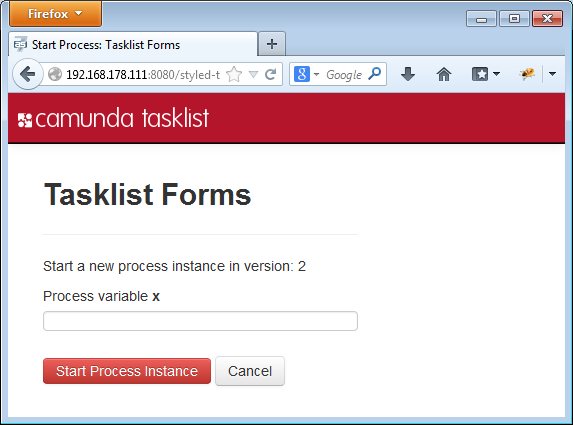 Firefox
Start Process: Tasklist Forms
192.168.178.111:8080/styled-t
Google
camunda tasklist
Tasklist Forms
Start a new process instance in version: 2
Process variable x
Start Process Instance
Cancel